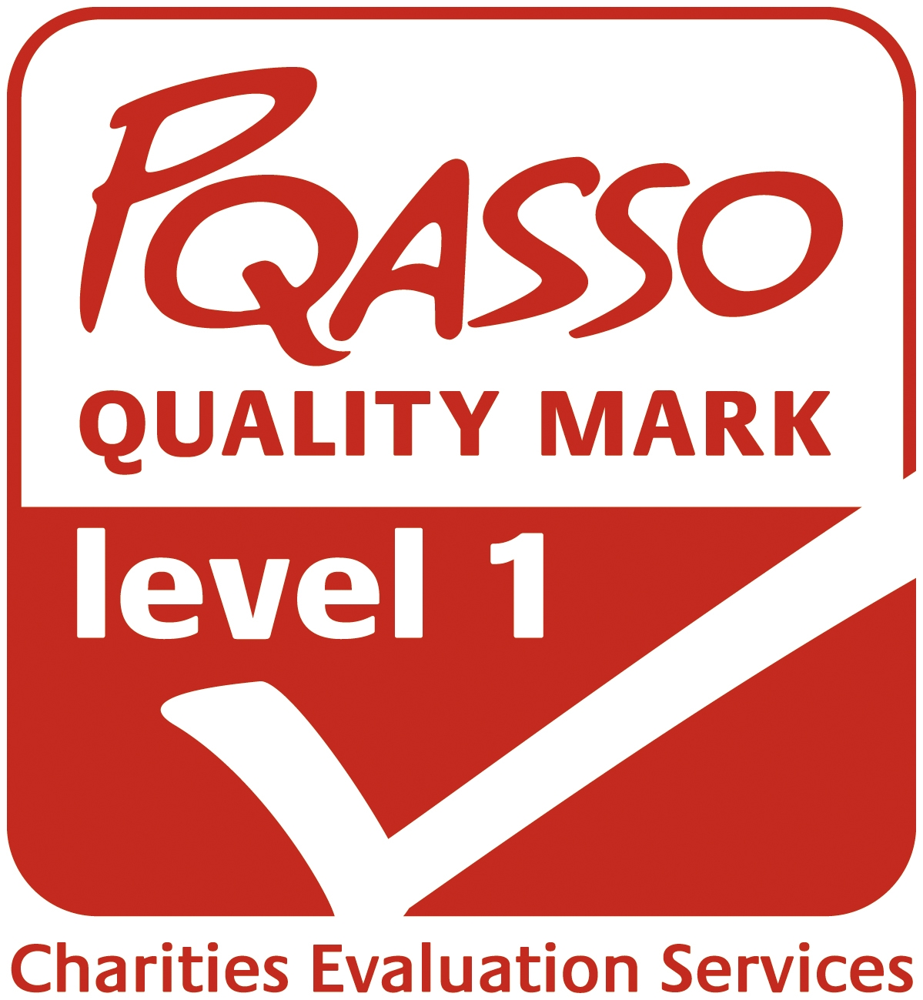 PQASSO
QUALITY MARK
level 1
Charities Evaluation Services